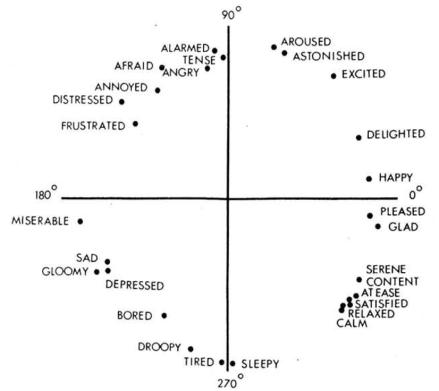 90°
ALARMED
AROUSED
TENSE
ASTONISHED
AFRAID
ANGRY
EXCITED
ANNOYED
DISTRESSED
FRUSTRATED
DELIGHTED
HAPPY
180°
0°
PLEASED
MISERABLE
GLAD
SAD
SERENE
GLOOMY
CONTENT
DEPRESSED
AT EASE
SATISFIED
BORED
RELAXED
CALM
DROOPY
TIRED
SLEEPY
270°